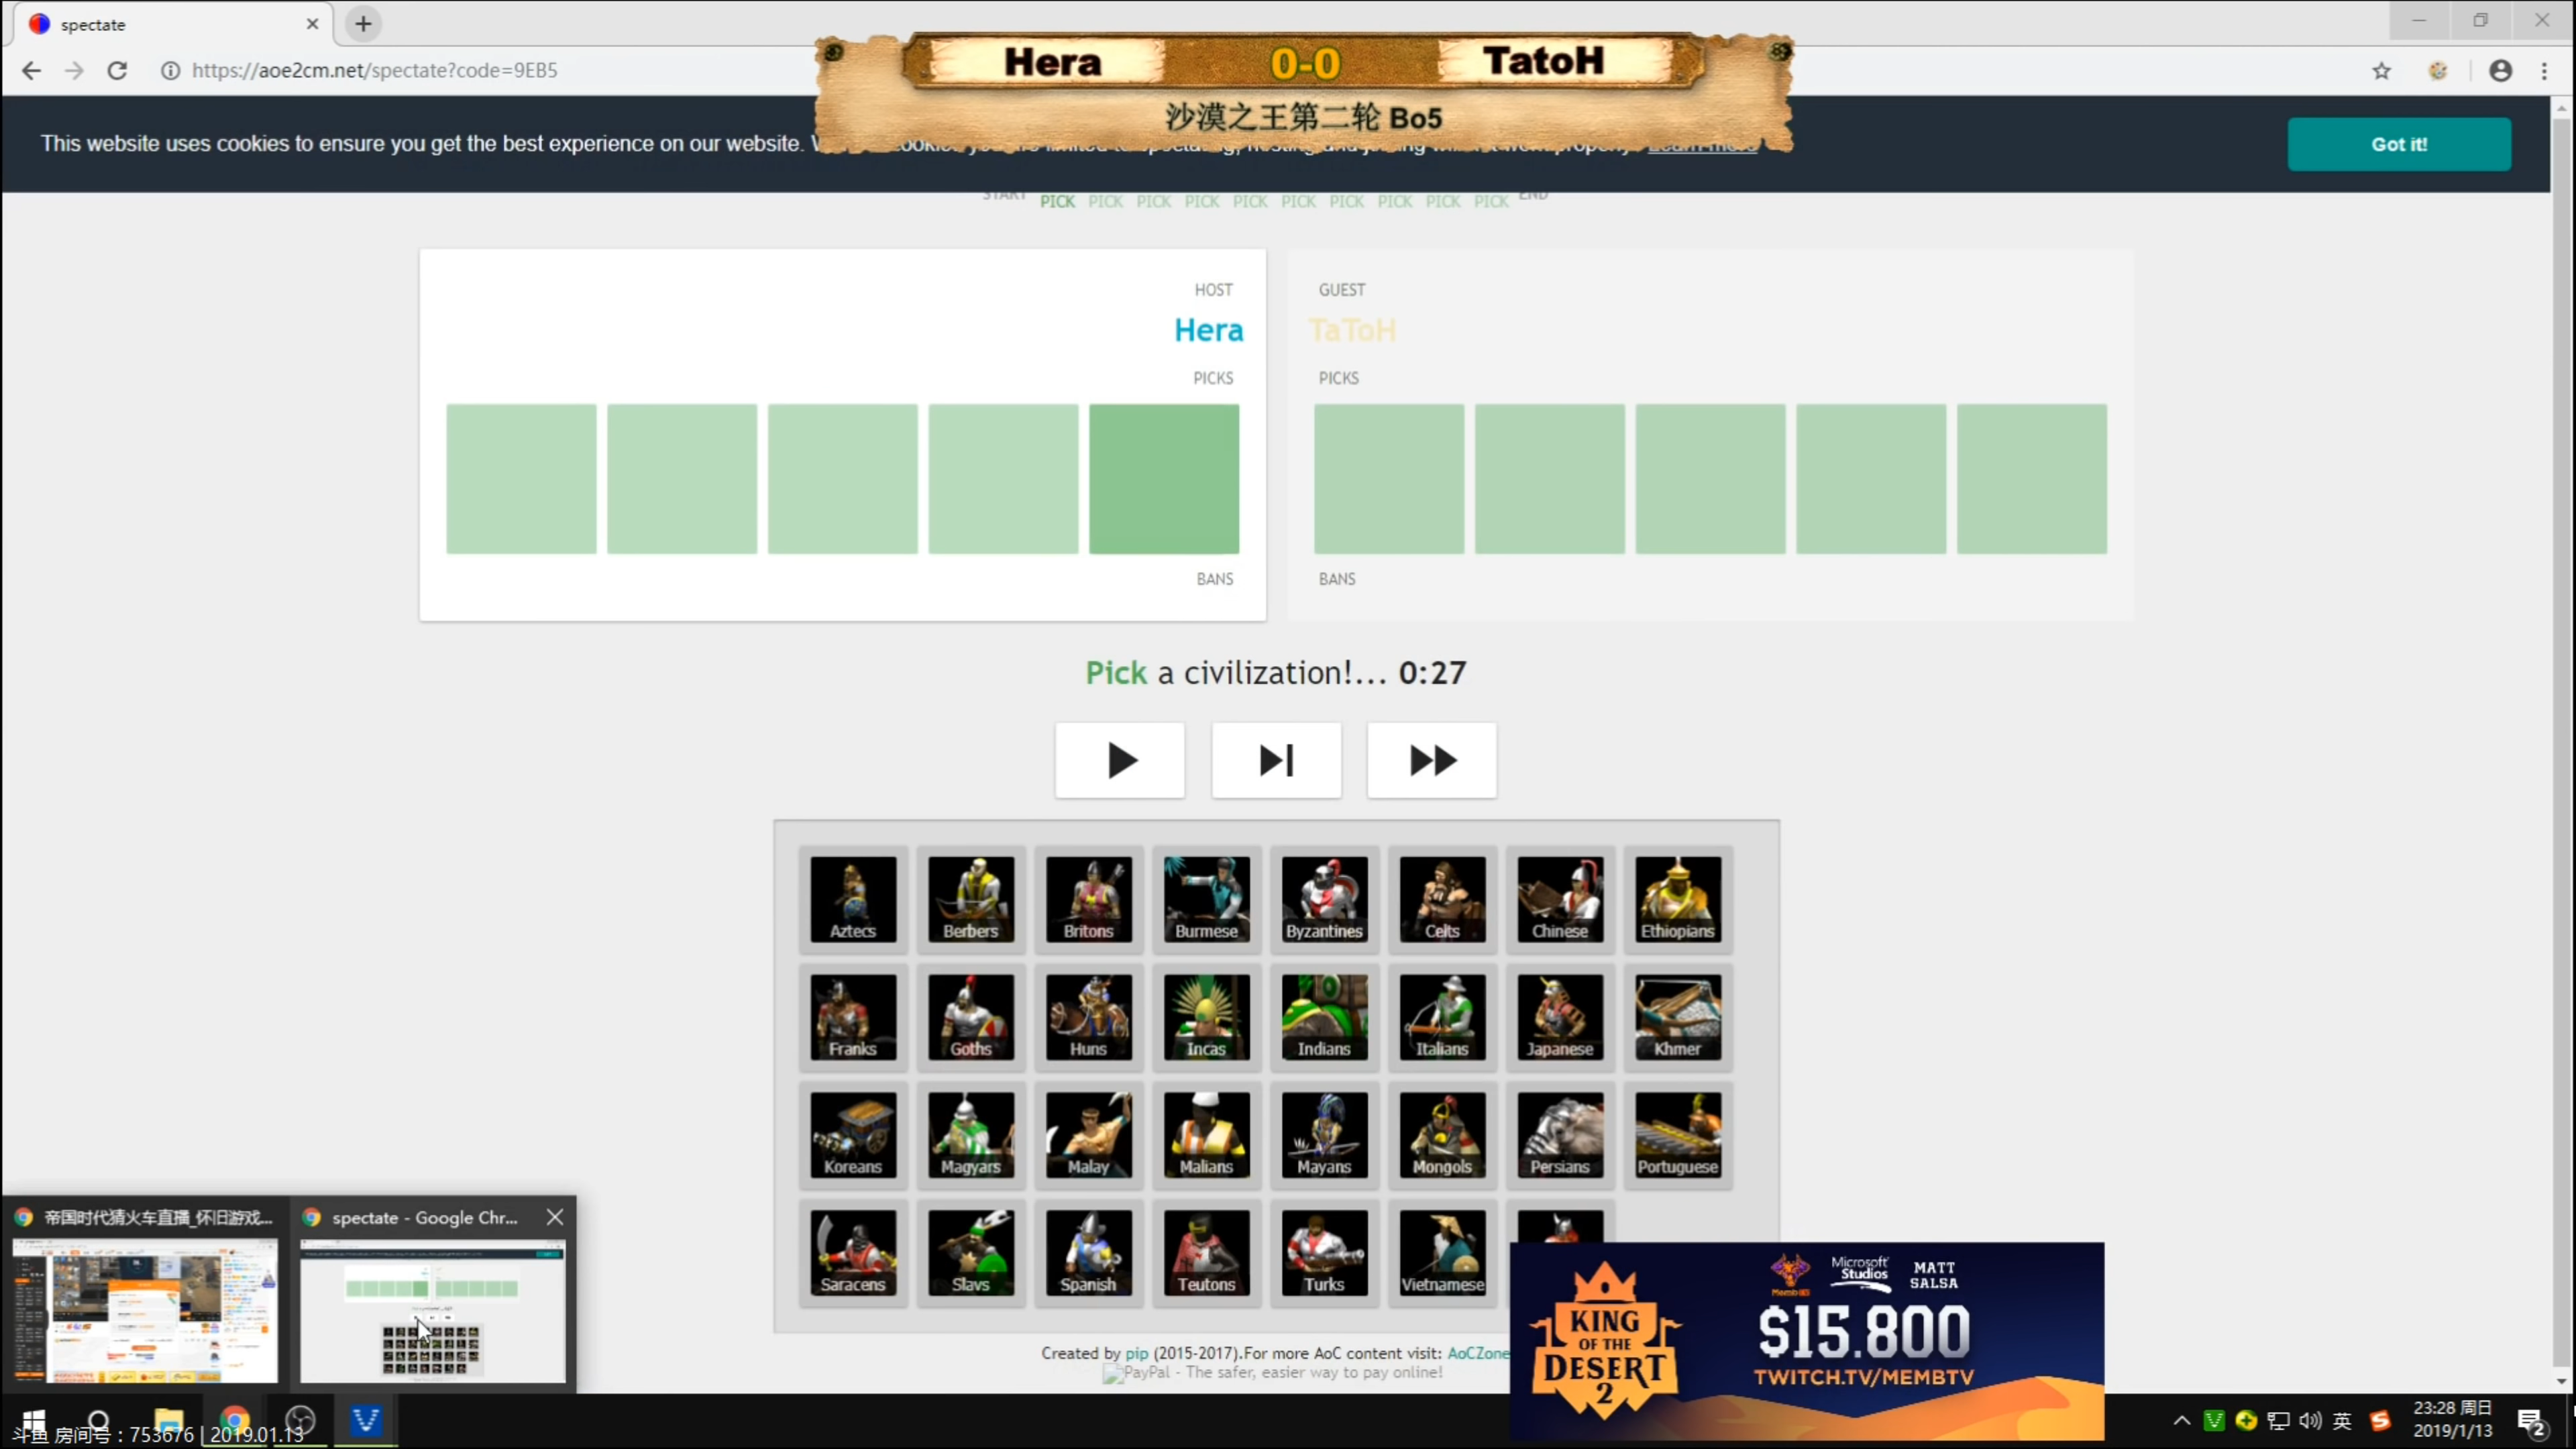 spectate
https://aoe2cm.net/spectate?code=9EB5
Hera 0-0 TatoH
沙漠之王第二轮 Bo5
This website uses cookies to ensure you get the best experience on our website.
Got it!
START PICK PICK PICK PICK PICK PICK PICK PICK PICK PICK END
HOST
Hera
PICKS
BANS
GUEST
TaToH
PICKS
BANS
Pick a civilization!... 0:27
Aztecs Berbers Britons Burmese Byzantines Celts Chinese Ethiopians
Franks Goths Huns Incas Indians Italians Japanese Khmer
Koreans Magyars Malay Malians Mayans Mongols Persians Portuguese
Saracens Slavs Spanish Teutons Turks Vietnamese
Created by pip (2015-2017).For more AoC content visit: AoCZone
PayPal - The safer, easier way to pay online!
帝国时代猜火车直播_怀旧游戏...
spectate - Google Chr...
KING
OF THE
DESERT
2
Microsoft
Studios
MATT
SALSA
$15.800
TWITCH.TV/MEMBTV
斗鱼 房间号：753676 | 2019.01.13
英
23:28 周日
2019/1/13
2